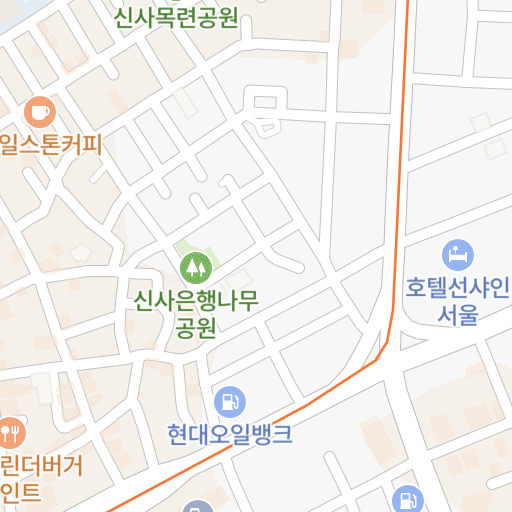 신사목련공원
일스톤커피
호텔선샤인
서울
신사은행나무
공원
현대오일뱅크
린더버거
인트